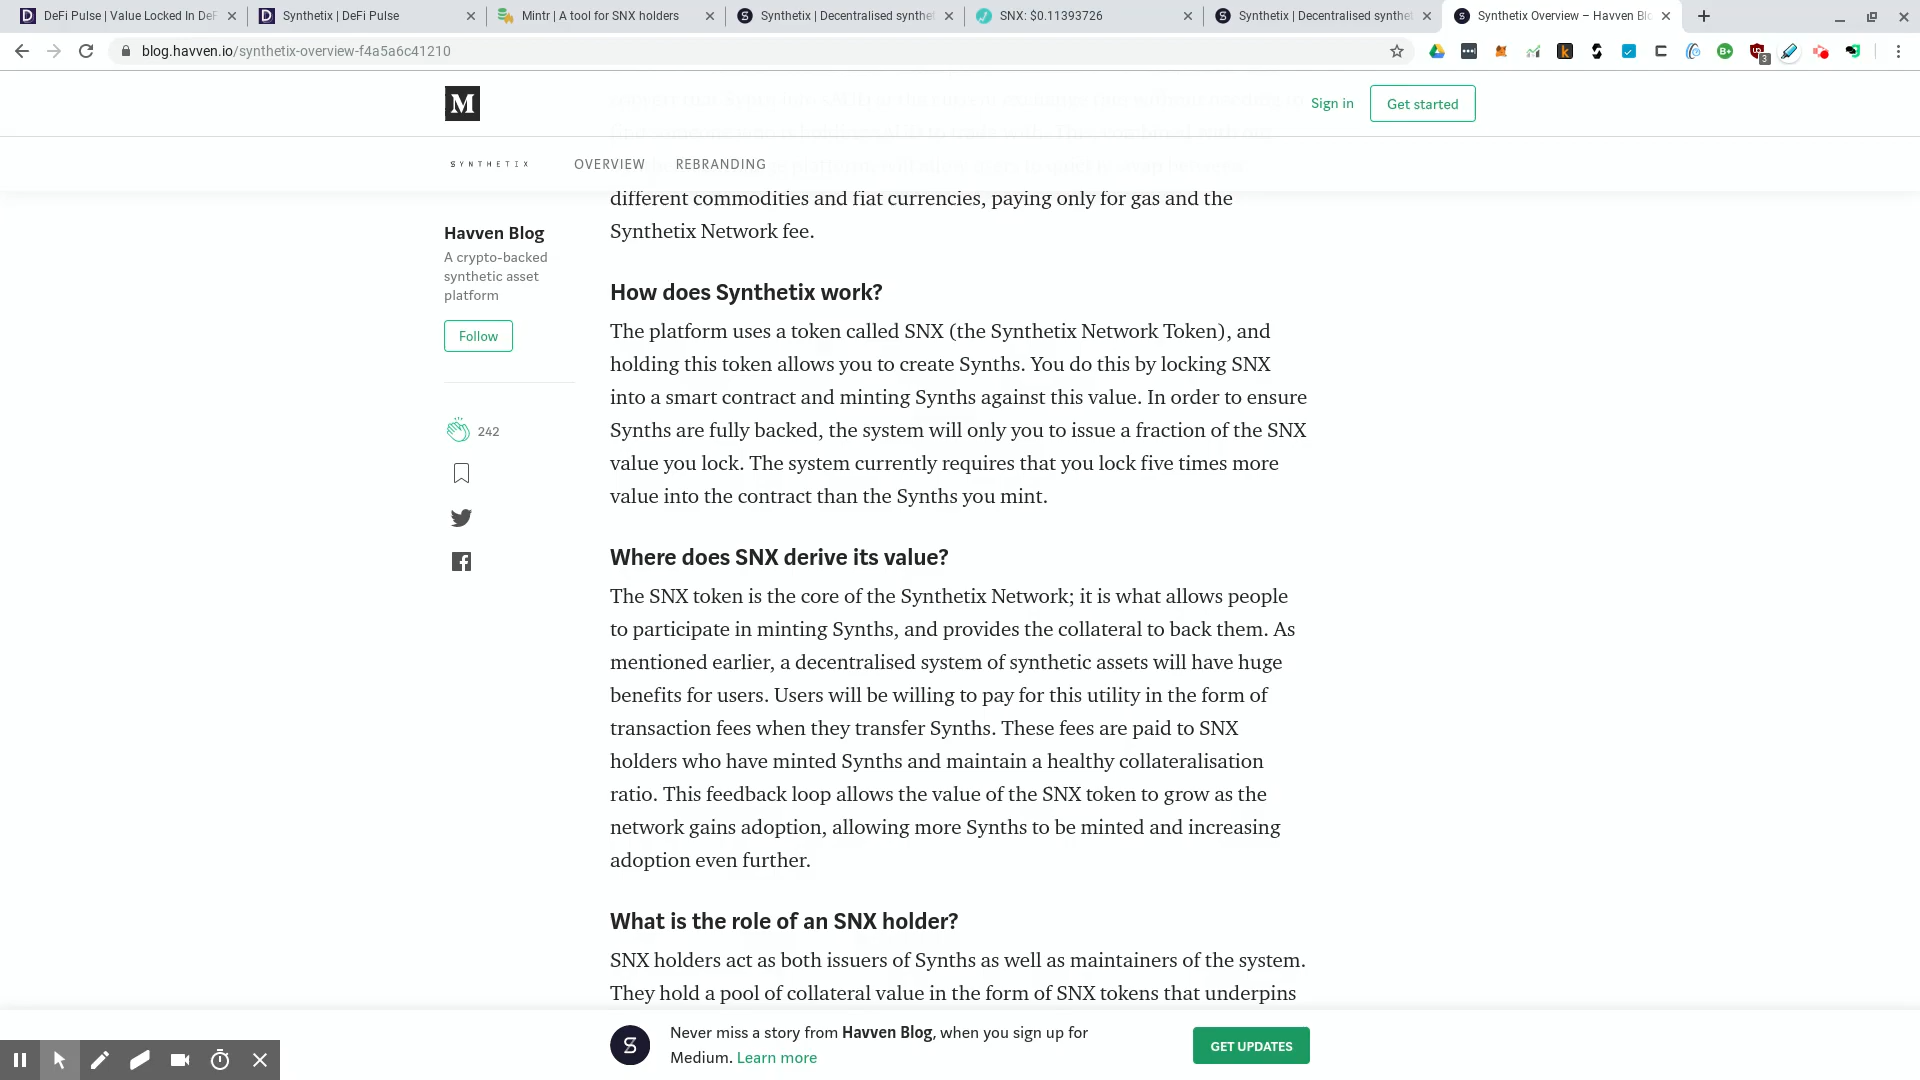 DeFi Pulse | Value Locked In DeF
Synthetix | DeFi Pulse
Mintr | A tool for SNX holders
Synthetix | Decentralised synthet
SNX: $0.11393726
Synthetix | Decentralised synthet
Synthetix Overview – Havven Blo
blog.havven.io/synthetix-overview-f4a5a6c41210
3
M
Sign in
Get started
SYNTHETIX
OVERVIEW
REBRANDING
different commodities and fiat currencies, paying only for gas and the
Synthetix Network fee.
Havven Blog
A crypto-backed
synthetic asset
platform
Follow
242
How does Synthetix work?
The platform uses a token called SNX (the Synthetix Network Token), and
holding this token allows you to create Synths. You do this by locking SNX
into a smart contract and minting Synths against this value. In order to ensure
Synths are fully backed, the system will only you to issue a fraction of the SNX
value you lock. The system currently requires that you lock five times more
value into the contract than the Synths you mint.
Where does SNX derive its value?
The SNX token is the core of the Synthetix Network; it is what allows people
to participate in minting Synths, and provides the collateral to back them. As
mentioned earlier, a decentralised system of synthetic assets will have huge
benefits for users. Users will be willing to pay for this utility in the form of
transaction fees when they transfer Synths. These fees are paid to SNX
holders who have minted Synths and maintain a healthy collateralisation
ratio. This feedback loop allows the value of the SNX token to grow as the
network gains adoption, allowing more Synths to be minted and increasing
adoption even further.
What is the role of an SNX holder?
SNX holders act as both issuers of Synths as well as maintainers of the system.
They hold a pool of collateral value in the form of SNX tokens that underpins
Never miss a story from Havven Blog, when you sign up for
Medium. Learn more
GET UPDATES